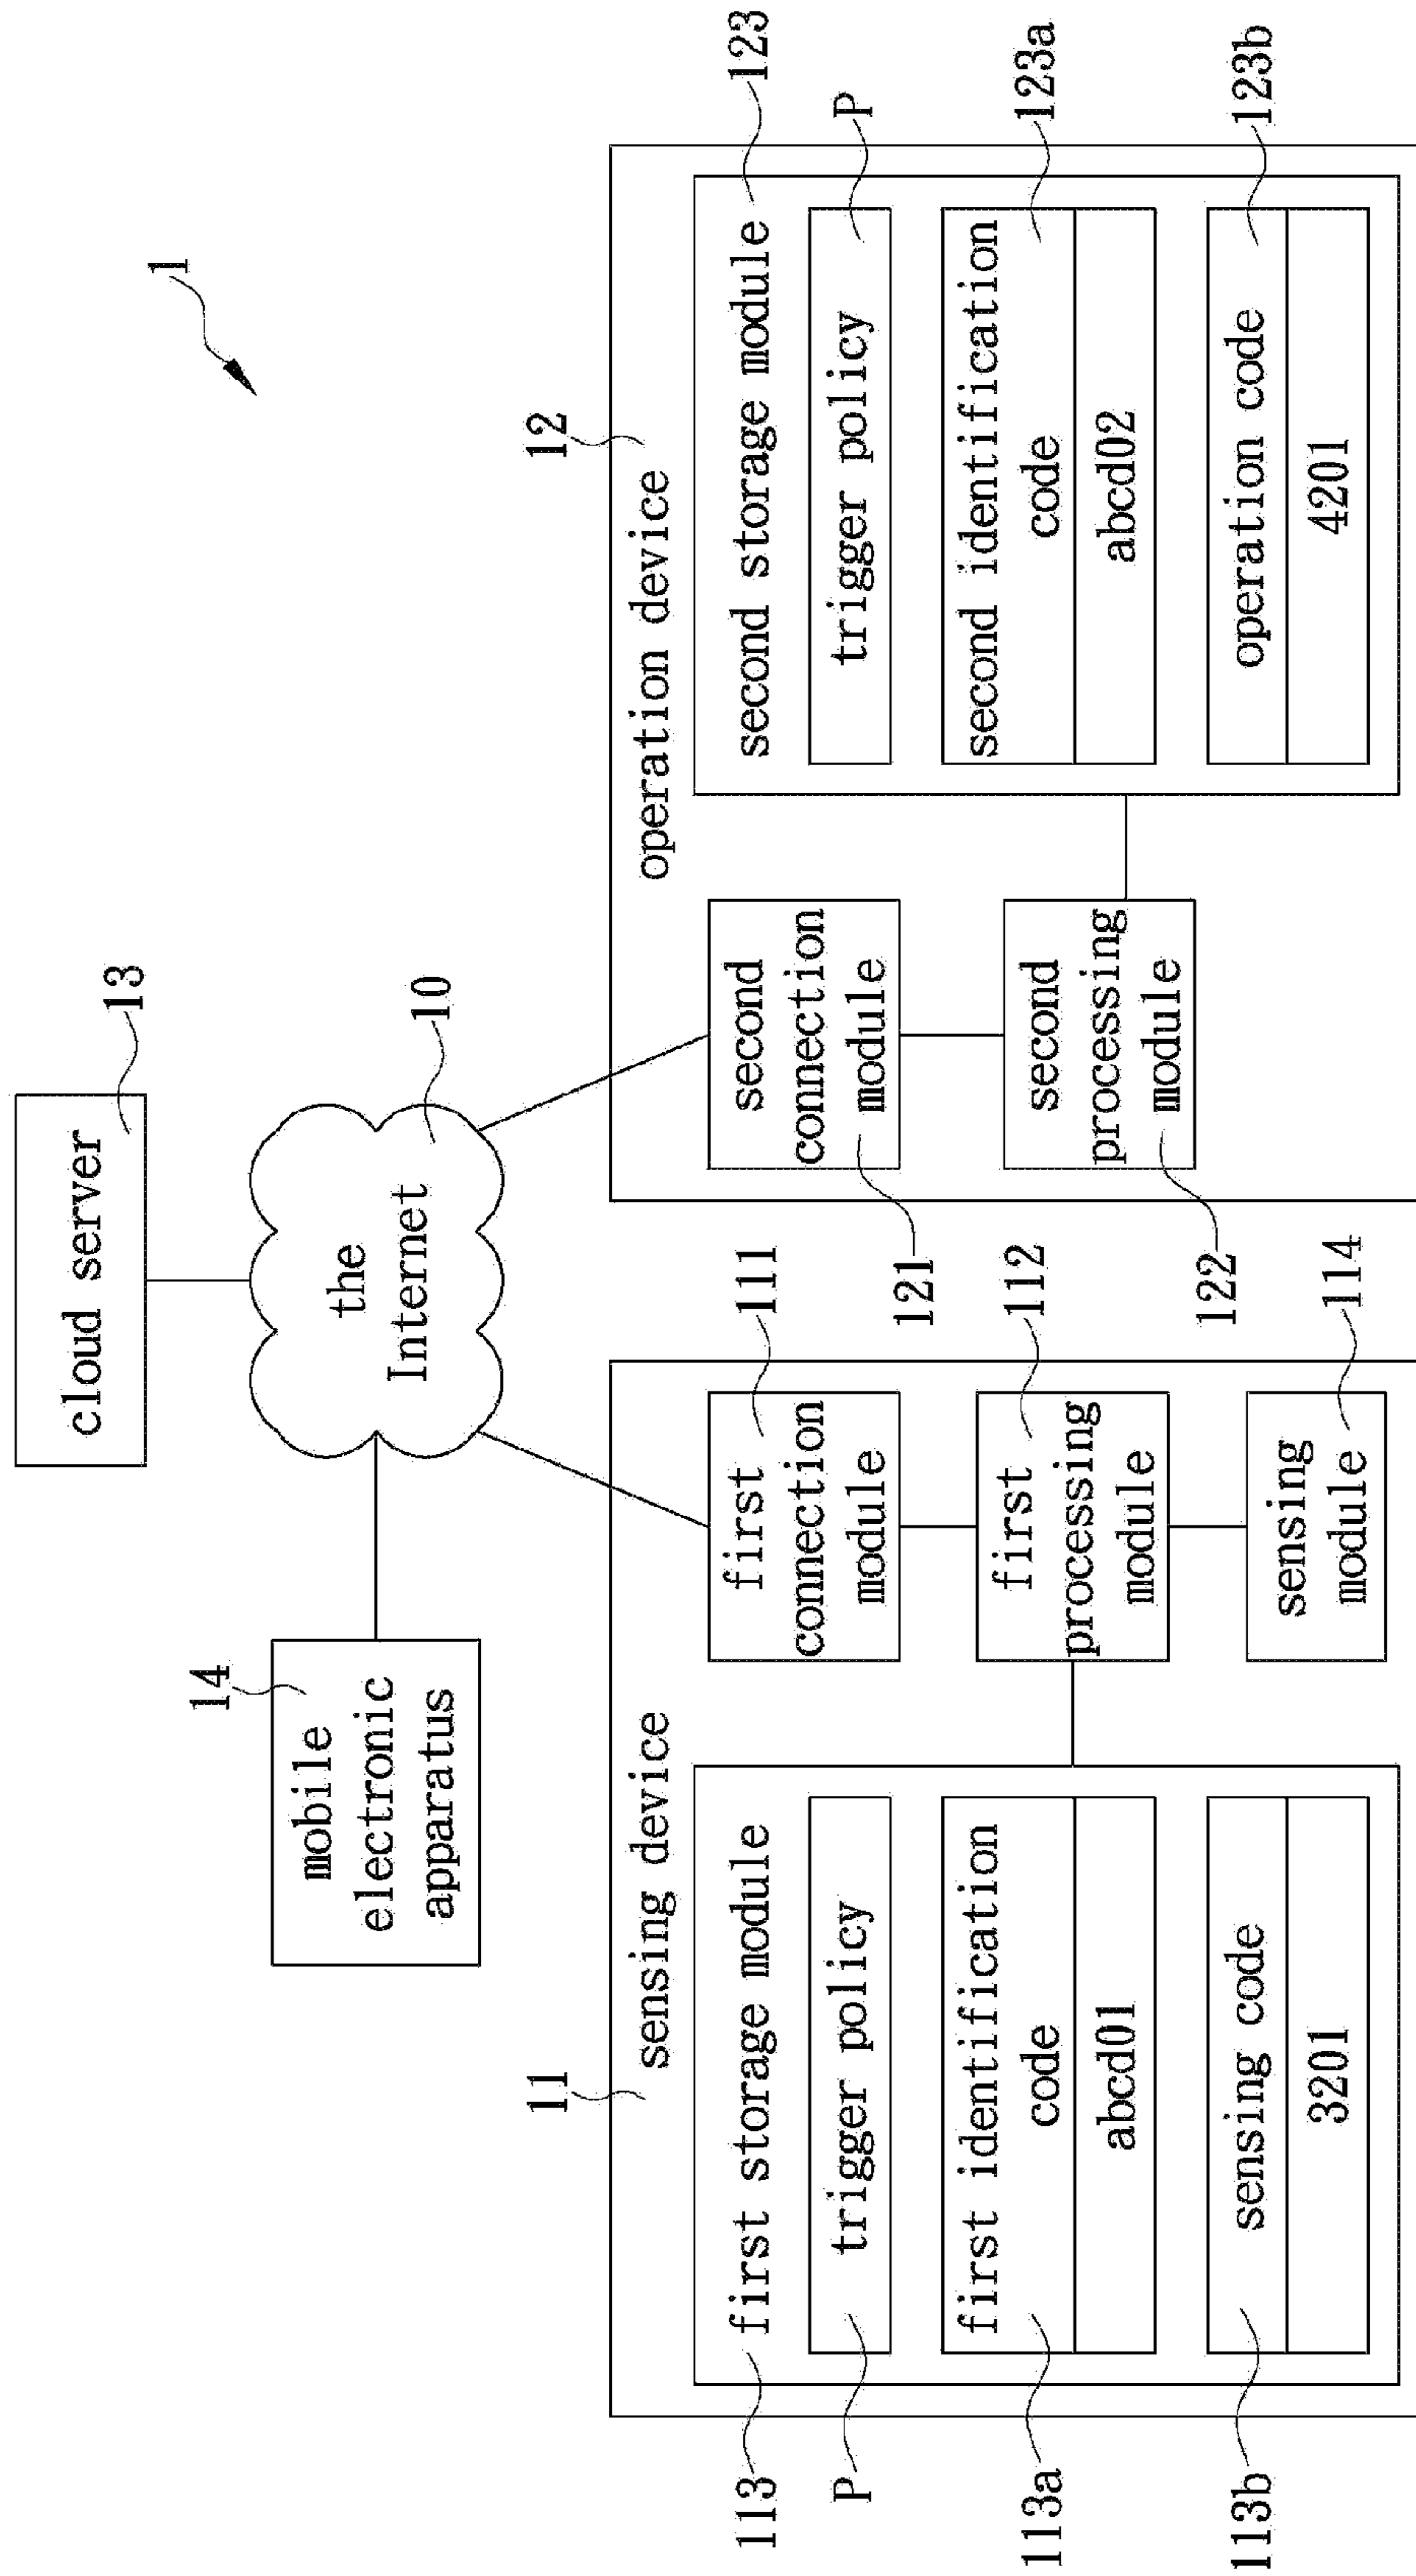 1
cloud server
13
14
mobile
electronic
apparatus
the
Internet
10
11
sensing device
113
first storage module
P
trigger policy
113a
first identification
code
abcd01
113b
sensing code
3201
first
connection
module
111
first
processing
module
112
sensing
module
114
12
operation device
second
connection
module
121
second
processing
module
122
second storage module
123
trigger policy
P
second identification
code
123a
abcd02
operation code
123b
4201